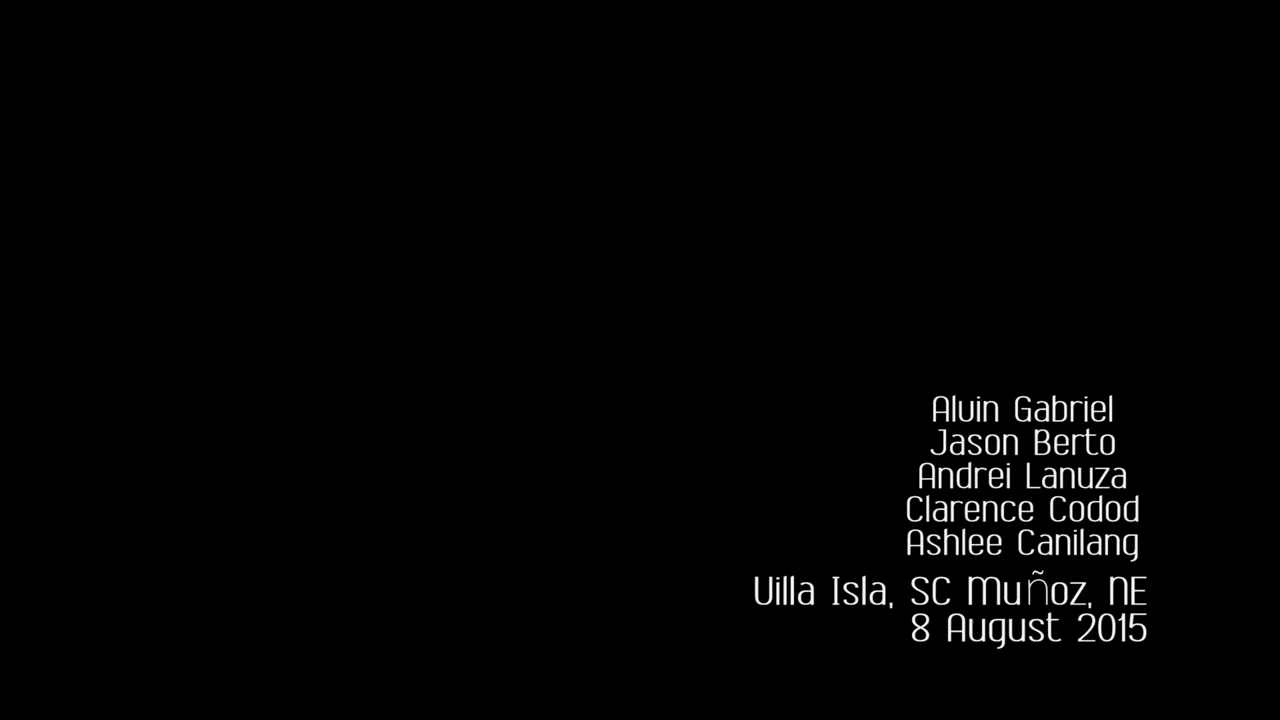 Alvin Gabriel
Jason Berto
Andrei Lanuza
Clarence Codod
Ashlee Canilang
Villa Isla, SC Muñoz, NE
8 August 2015